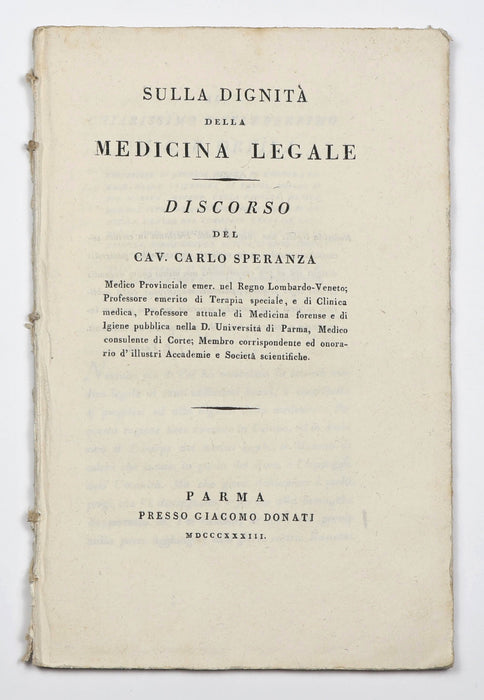 SULLA DIGNITÀ
DELLA
MEDICINA LEGALE
DISCORSO
DEL
CAV. CARLO SPERANZA
Medico Provinciale emer. nel Regno Lombardo-Veneto;
Professore emerito di Terapia speciale, e di Clinica
medica, Professore attuale di Medicina forense e di
Igiene pubblica nella D. Università di Parma, Medico
consulente di Corte; Membro corrispondente ed onora-
rio d' illustri Accademie e Società scientifiche.
PARMA
PRESSO GIACOMO DONATI
MDCCCXXXIII.